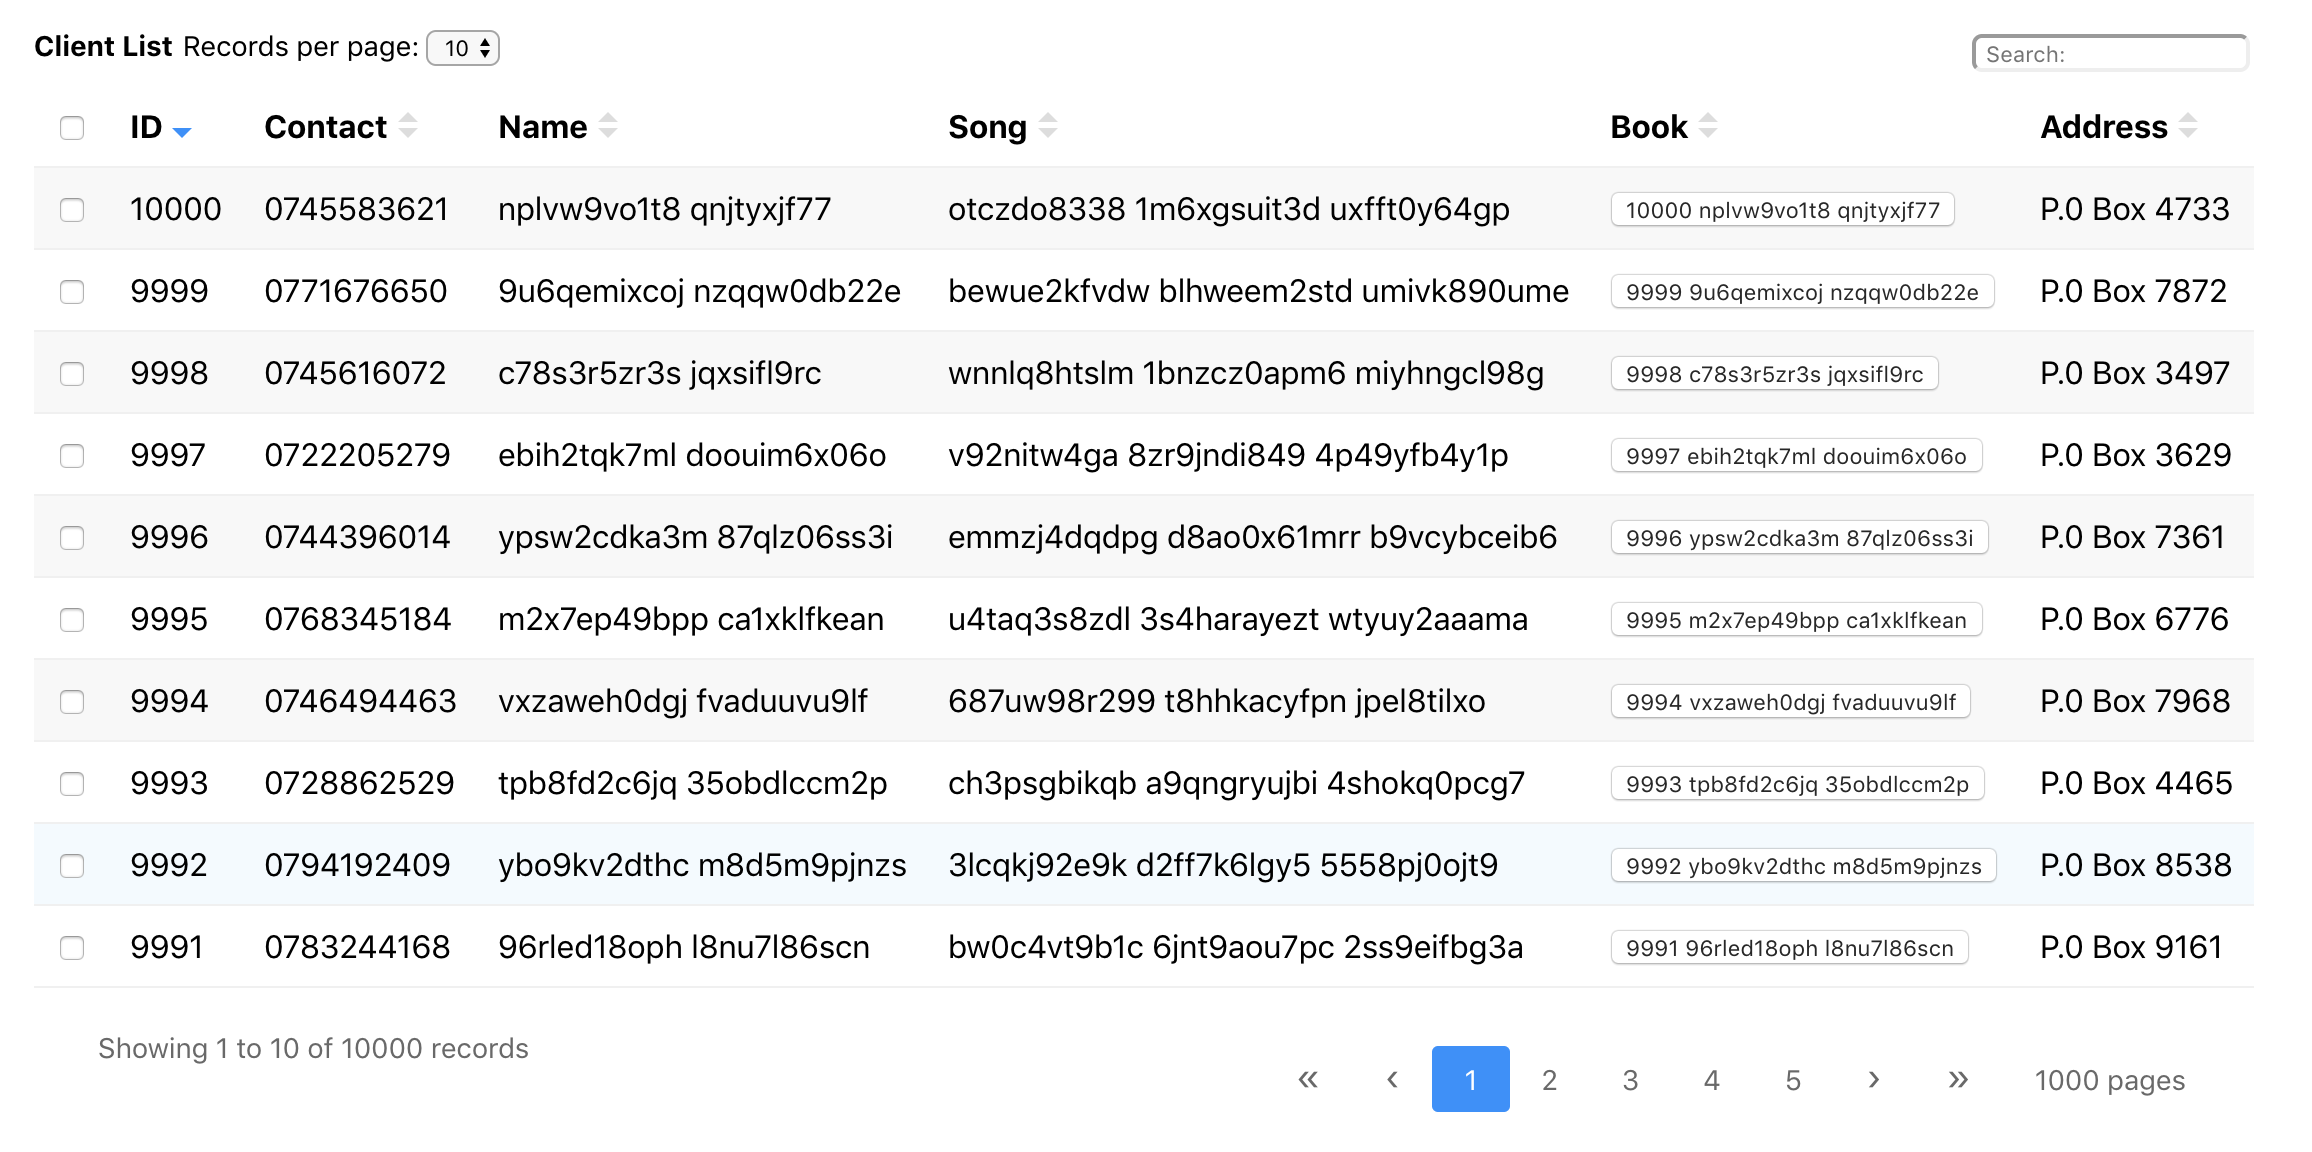 Client List Records per page: 10
Search:
ID Contact Name Song Book Address
10000 0745583621 nplvw9vo1t8 qnjtyxjf77 otczdo8338 1m6xgsuit3d uxfft0y64gp 10000 nplvw9vo1t8 qnjtyxjf77 P.0 Box 4733
9999 0771676650 9u6qemixcoj nzqqw0db22e bewue2kfvdw blhweem2std umivk890ume 9999 9u6qemixcoj nzqqw0db22e P.0 Box 7872
9998 0745616072 c78s3r5zr3s jqxsifl9rc wnnlq8htslm 1bnzcz0apm6 miyhngcl98g 9998 c78s3r5zr3s jqxsifl9rc P.0 Box 3497
9997 0722205279 ebih2tqk7ml doouim6x06o v92nitw4ga 8zr9jndi849 4p49yfb4y1p 9997 ebih2tqk7ml doouim6x06o P.0 Box 3629
9996 0744396014 ypsw2cdka3m 87qlz06ss3i emmzj4dqdpg d8ao0x61mrr b9vcybceib6 9996 ypsw2cdka3m 87qlz06ss3i P.0 Box 7361
9995 0768345184 m2x7ep49bpp ca1xklfkean u4taq3s8zdl 3s4harayezt wtyuy2aaama 9995 m2x7ep49bpp ca1xklfkean P.0 Box 6776
9994 0746494463 vxzaweh0dgj fvaduuvu9lf 687uw98r299 t8hhkacyfpn jpel8tilxo 9994 vxzaweh0dgj fvaduuvu9lf P.0 Box 7968
9993 0728862529 tpb8fd2c6jq 35obdlccm2p ch3psgbikqb a9qngryujbi 4shokq0pcg7 9993 tpb8fd2c6jq 35obdlccm2p P.0 Box 4465
9992 0794192409 ybo9kv2dthc m8d5m9pjnzs 3lcqkj92e9k d2ff7k6lgy5 5558pj0ojt9 9992 ybo9kv2dthc m8d5m9pjnzs P.0 Box 8538
9991 0783244168 96rled18oph l8nu7l86scn bw0c4vt9b1c 6jnt9aou7pc 2ss9eifbg3a 9991 96rled18oph l8nu7l86scn P.0 Box 9161
Showing 1 to 10 of 10000 records
« ‹ 1 2 3 4 5 › » 1000 pages